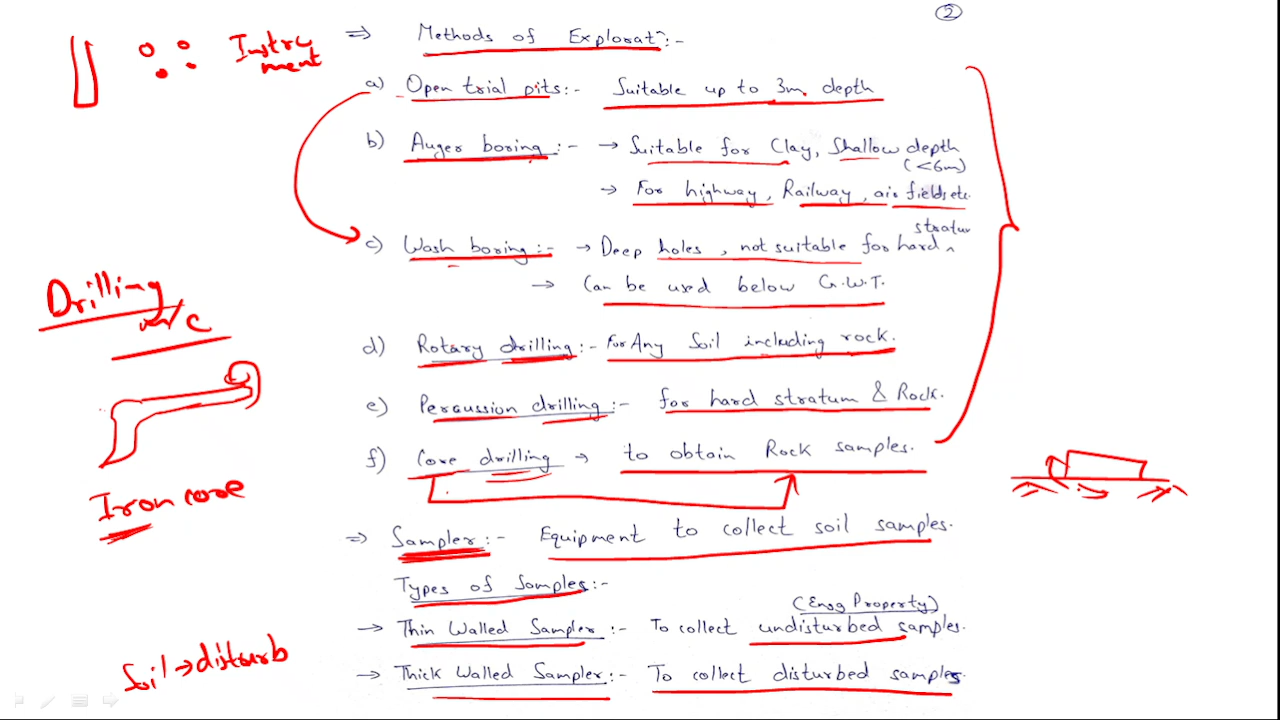 ②
⇒ Methods of Explorat^n:-
a) Open trial pits:- Suitable up to 3m depth
b) Auger boring:- → Suitable for Clay, Shallow depth
(<6m)
→ For highway, Railway, air fields etc.
c) Wash boring:- → Deep holes, not suitable for hard ^ stratum
→ Can be used below G.W.T.
d) Rotary drilling:- For Any Soil including rock.
e) Percussion drilling:- for hard stratum & Rock.
f) Core drilling → to obtain Rock samples.
⇒ Sampler:- Equipment to collect soil samples.
Types of Samples:-
(Engg Property)
→ Thin Walled Sampler:- To collect undisturbed samples.
→ Thick Walled Sampler:- To collect disturbed samples
Instru
ment
Drilling
m/c
Iron core
Soil → disturb